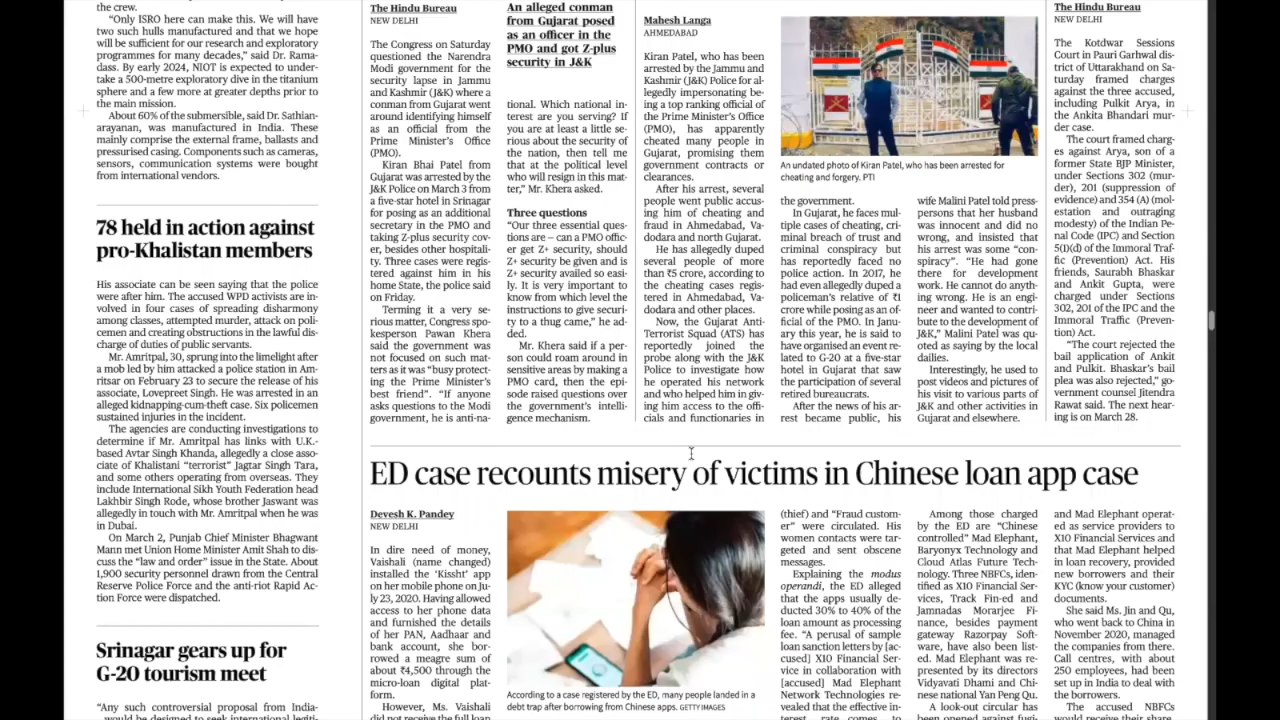 the crew.
“Only ISRO here can make this. We will have
two such hulls manufactured and that we hope
will be sufficient for our research and exploratory
programmes for many decades,” said Dr. Rama-
dass. By early 2024, NIOT is expected to under-
take a 500-metre exploratory dive in the titanium
sphere and a few more at greater depths prior to
the main mission.
About 60% of the submersible, said Dr. Sathian-
arayanan, was manufactured in India. These
mainly comprise the external frame, ballasts and
pressurised casing. Components such as cameras,
sensors, communication systems were bought
from international vendors.
78 held in action against
pro-Khalistan members
His associate can be seen saying that the police
were after him. The accused WPD activists are in-
volved in four cases of spreading disharmony
among classes, attempted murder, attack on poli-
cemen and creating obstructions in the lawful dis-
charge of duties of public servants.
Mr. Amritpal, 30, sprung into the limelight after
a mob led by him attacked a police station in Am-
ritsar on February 23 to secure the release of his
associate, Lovepreet Singh. He was arrested in an
alleged kidnapping-cum-theft case. Six policemen
sustained injuries in the incident.
The agencies are conducting investigations to
determine if Mr. Amritpal has links with U.K.-
based Avtar Singh Khanda, allegedly a close asso-
ciate of Khalistani “terrorist” Jagtar Singh Tara,
and some others operating from overseas. They
include International Sikh Youth Federation head
Lakhbir Singh Rode, whose brother Jaswant was
allegedly in touch with Mr. Amritpal when he was
in Dubai.
On March 2, Punjab Chief Minister Bhagwant
Mann met Union Home Minister Amit Shah to dis-
cuss the “law and order” issue in the State. About
1,900 security personnel drawn from the Central
Reserve Police Force and the anti-riot Rapid Ac-
tion Force were dispatched.
Srinagar gears up for
G-20 tourism meet
“Any such controversial proposal from India-
would be designed to seek international legiti-
The Hindu Bureau
NEW DELHI
The Congress on Saturday
questioned the Narendra
Modi government for the
security lapse in Jammu
and Kashmir (J&K) where a
conman from Gujarat went
around identifying himself
as an official from the
Prime Minister’s Office
(PMO).
Kiran Bhai Patel from
Gujarat was arrested by the
J&K Police on March 3 from
a five-star hotel in Srinagar
for posing as an additional
secretary in the PMO and
taking Z-plus security cov-
er, besides other hospitali-
ty. Three cases were regis-
tered against him in his
home State, the police said
on Friday.
Terming it a very se-
rious matter, Congress spo-
kesperson Pawan Khera
said the government was
not focused on such mat-
ters as it was “busy protect-
ing the Prime Minister’s
best friend”. “If anyone
asks questions to the Modi
government, he is anti-na-
An alleged conman
from Gujarat posed
as an officer in the
PMO and got Z-plus
security in J&K
tional. Which national in-
terest are you serving? If
you are at least a little se-
rious about the security of
the nation, then tell me
that at the political level
who will resign in this mat-
ter,” Mr. Khera asked.
Three questions
“Our three essential ques-
tions are – can a PMO offic-
er get Z+ security, should
Z+ security be given and is
Z+ security availed so easi-
ly. It is very important to
know from which level the
instructions to give securi-
ty to a thug came,” he ad-
ded.
Mr. Khera said if a per-
son could roam around in
sensitive areas by making a
PMO card, then the epi-
sode raised questions over
the government’s intelli-
gence mechanism.
Mahesh Langa
AHMEDABAD
Kiran Patel, who has been
arrested by the Jammu and
Kashmir (J&K) Police for al-
legedly impersonating be-
ing a top ranking official of
the Prime Minister’s Office
(PMO), has apparently
cheated many people in
Gujarat, promising them
government contracts or
clearances.
After his arrest, several
people went public accus-
ing him of cheating and
fraud in Ahmedabad, Va-
dodara and north Gujarat.
He has allegedly duped
several people of more
than ₹5 crore, according to
the cheating cases regis-
tered in Ahmedabad, Va-
dodara and other places.
Now, the Gujarat Anti-
Terrorist Squad (ATS) has
reportedly joined the
probe along with the J&K
Police to investigate how
he operated his network
and who helped him in giv-
ing him access to the offi-
cials and functionaries in
An undated photo of Kiran Patel, who has been arrested for
cheating and forgery. PTI
the government.
In Gujarat, he faces mul-
tiple cases of cheating, cri-
minal breach of trust and
criminal conspiracy but
has reportedly faced no
police action. In 2017, he
had even allegedly duped a
policeman’s relative of ₹1
crore while posing as an of-
ficial of the PMO. In Janu-
ary this year, he is said to
have organised an event re-
lated to G-20 at a five-star
hotel in Gujarat that saw
the participation of several
retired bureaucrats.
After the news of his ar-
rest became public, his
wife Malini Patel told press-
persons that her husband
was innocent and did no
wrong, and insisted that
his arrest was some “con-
spiracy”. “He had gone
there for development
work. He cannot do anyth-
ing wrong. He is an engi-
neer and wanted to contri-
bute to the development of
J&K,” Malini Patel was qu-
oted as saying by the local
dailies.
Interestingly, he used to
post videos and pictures of
his visit to various parts of
J&K and other activities in
Gujarat and elsewhere.
The Hindu Bureau
NEW DELHI
The Kotdwar Sessions
Court in Pauri Garhwal dis-
trict of Uttarakhand on Sa-
turday framed charges
against the three accused,
including Pulkit Arya, in
the Ankita Bhandari mur-
der case.
The court framed charg-
es against Arya, son of a
former State BJP Minister,
under Sections 302 (mur-
der), 201 (suppression of
evidence) and 354 (A) (mol-
estation and outraging
modesty) of the Indian Pe-
nal Code (IPC) and Section
5(1)(d) of the Immoral Traf-
fic (Prevention) Act. His
friends, Saurabh Bhaskar
and Ankit Gupta, were
charged under Sections
302, 201 of the IPC and the
Immoral Traffic (Preven-
tion) Act.
“The court rejected the
bail application of Ankit
and Pulkit. Bhaskar’s bail
plea was also rejected,” go-
vernment counsel Jitendra
Rawat said. The next hear-
ing is on March 28.
ED case recounts misery of victims in Chinese loan app case
Devesh K. Pandey
NEW DELHI
In dire need of money,
Vaishali (name changed)
installed the ‘Kissht’ app
on her mobile phone on Ju-
ly 23, 2020. Having allowed
access to her phone data
and furnished the details
of her PAN, Aadhaar and
bank account, she bor-
rowed a meagre sum of
about ₹4,500 through the
micro-loan digital plat-
form.
However, Ms. Vaishali
did not receive the full loan
According to a case registered by the ED, many people landed in a
debt trap after borrowing from Chinese apps. GETTY IMAGES
(thief) and “Fraud custom-
er” were circulated. His
women contacts were tar-
geted and sent obscene
messages.
Explaining the modus
operandi, the ED alleged
that the apps usually de-
ducted 30% to 40% of the
loan amount as processing
fee. “A perusal of sample
loan sanction letters by [ac-
cused] X10 Financial Ser-
vice in collaboration with
[accused] Mad Elephant
Network Technologies re-
vealed that the effective in-
terest rate comes to
Among those charged
by the ED are “Chinese
controlled” Mad Elephant,
Baryonyx Technology and
Cloud Atlas Future Tech-
nology. Three NBFCs, iden-
tified as X10 Financial Ser-
vices, Track Fin-ed and
Jamnadas Morarjee Fi-
nance, besides payment
gateway Razorpay Soft-
ware, have also been list-
ed. Mad Elephant was re-
presented by its directors
Vidyavati Dhami and Chi-
nese national Yan Peng Qu.
A look-out circular has
been opened against fugi-
and Mad Elephant operat-
ed as service providers to
X10 Financial Services and
that Mad Elephant helped
in loan recovery, provided
new borrowers and their
KYC (know your customer)
documents.
She said Ms. Jin and Qu,
who went back to China in
November 2020, managed
the companies from there.
Call centres, with about
250 employees, had been
set up in India to deal with
the borrowers.
The accused NBFCs
would receive their share